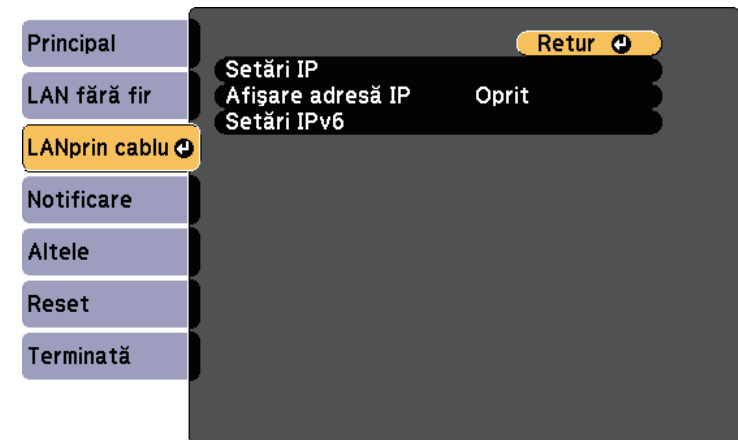 Principal
LAN fără fir
LANprin cablu
Notificare
Altele
Reset
Terminată
Retur
Setări IP
Afişare adresă IP Oprit
Setări IPv6